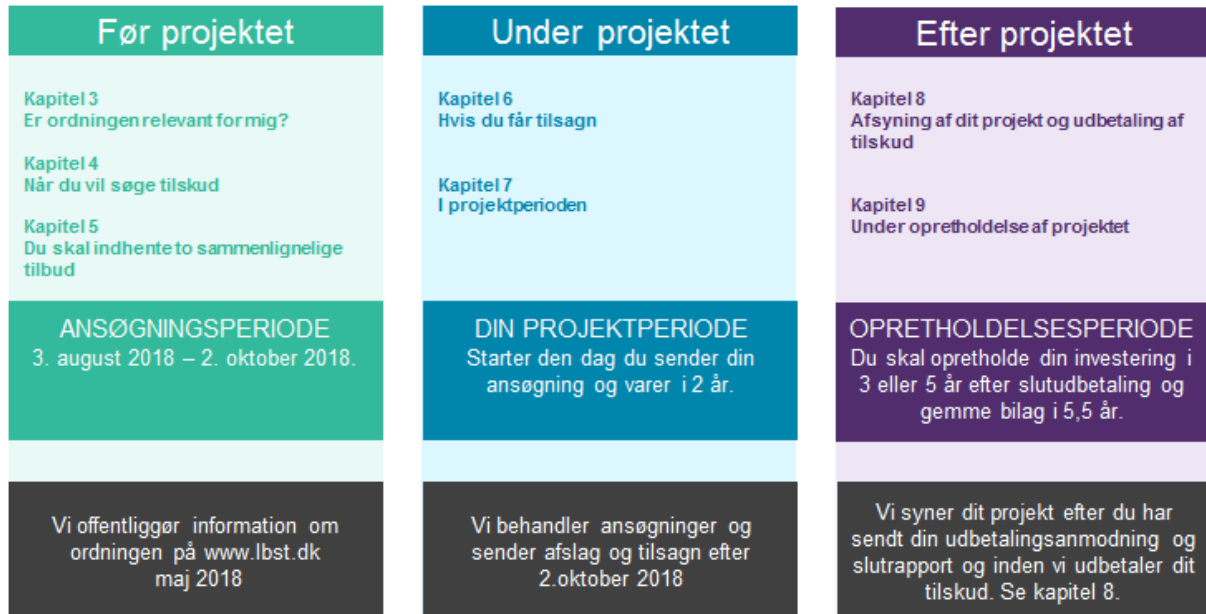 Før projektet
Kapitel 3
Er ordningen relevant for mig?
Kapitel 4
Når du vil søge tilskud
Kapitel 5
Du skal indhente to sammenlignelige
tilbud
ANSØGNINGSPERIODE
3. august 2018 – 2. oktober 2018.
Vi offentliggør information om
ordningen på www.lbst.dk
maj 2018
Under projektet
Kapitel 6
Hvis du får tilsagn
Kapitel 7
I projektperioden
DIN PROJEKTPERIODE
Starter den dag du sender din
ansøgning og varer i 2 år.
Vi behandler ansøgninger og
sender afslag og tilsagn efter
2.oktober 2018
Efter projektet
Kapitel 8
Afsyning af dit projekt og udbetaling af
tilskud
Kapitel 9
Under opretholdelse af projektet
OPRETHOLDELSESPERIODE
Du skal opretholde din investering i
3 eller 5 år efter slutudbetaling og
gemme bilag i 5,5 år.
Vi syner dit projekt efter du har
sendt din udbetalingsanmodning og
slutrapport og inden vi udbetaler dit
tilskud. Se kapitel 8.